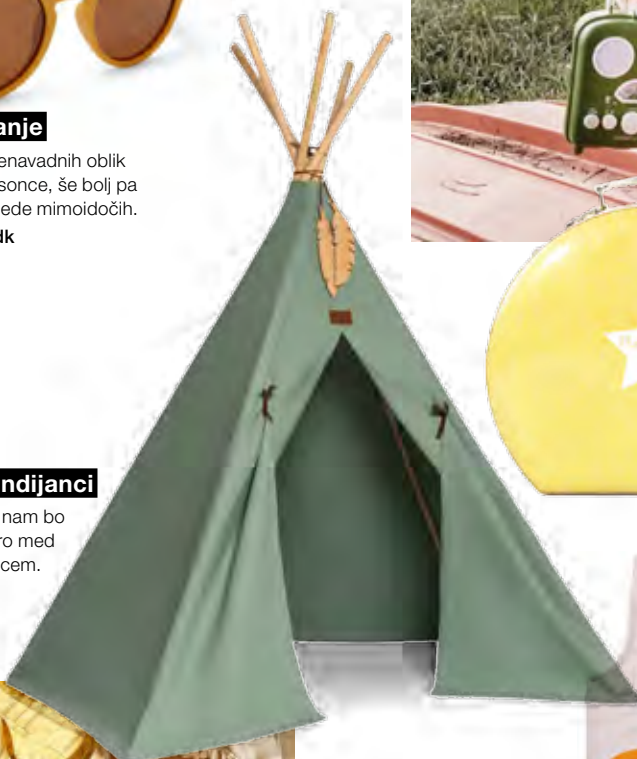 anje
enavadnih oblik
sonce, še bolj pa
ede mimoidočih.
dk
ndijanci
nam bo
ro med
cem.